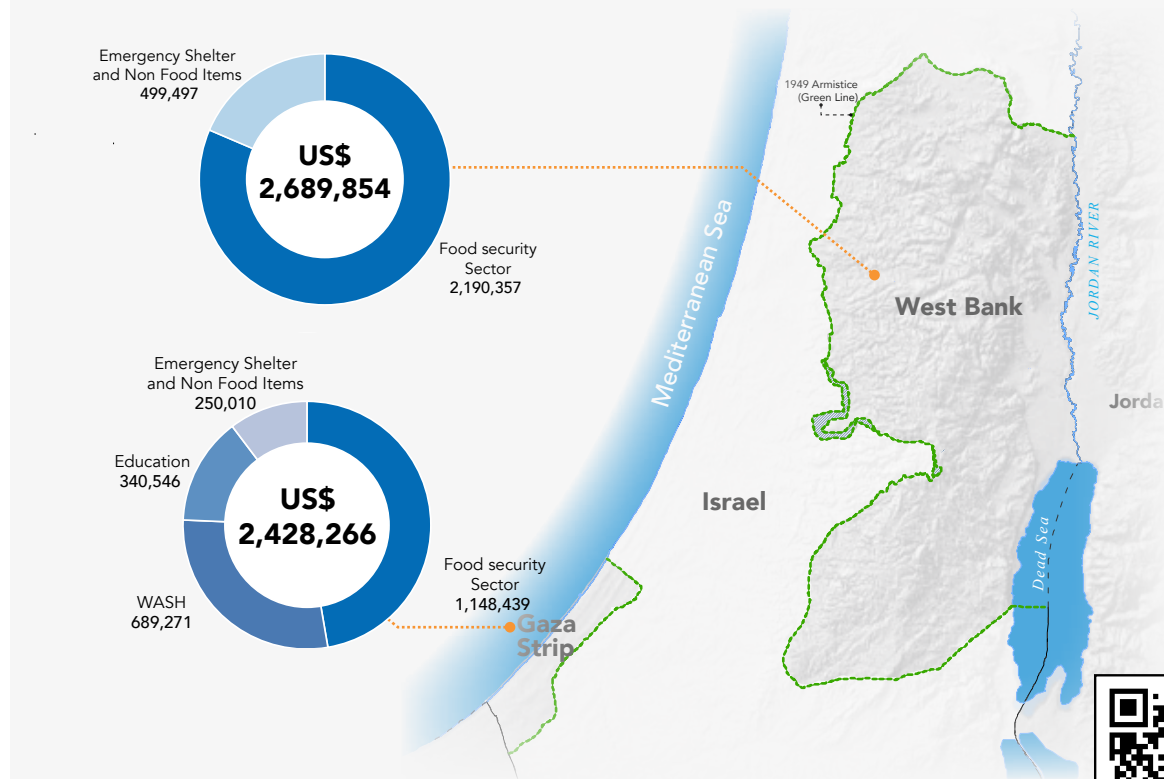 Emergency Shelter
and Non Food Items
499,497
US$
2,689,854
Food security
Sector
2,190,357
1949 Armistice
(Green Line)
Mediterranean Sea
JORDAN RIVER
West Bank
Jorda
Emergency Shelter
and Non Food Items
250,010
Education
340,546
US$
2,428,266
WASH
689,271
Food security
Sector
1,148,439
Gaza
Strip
Israel
Dead Sea